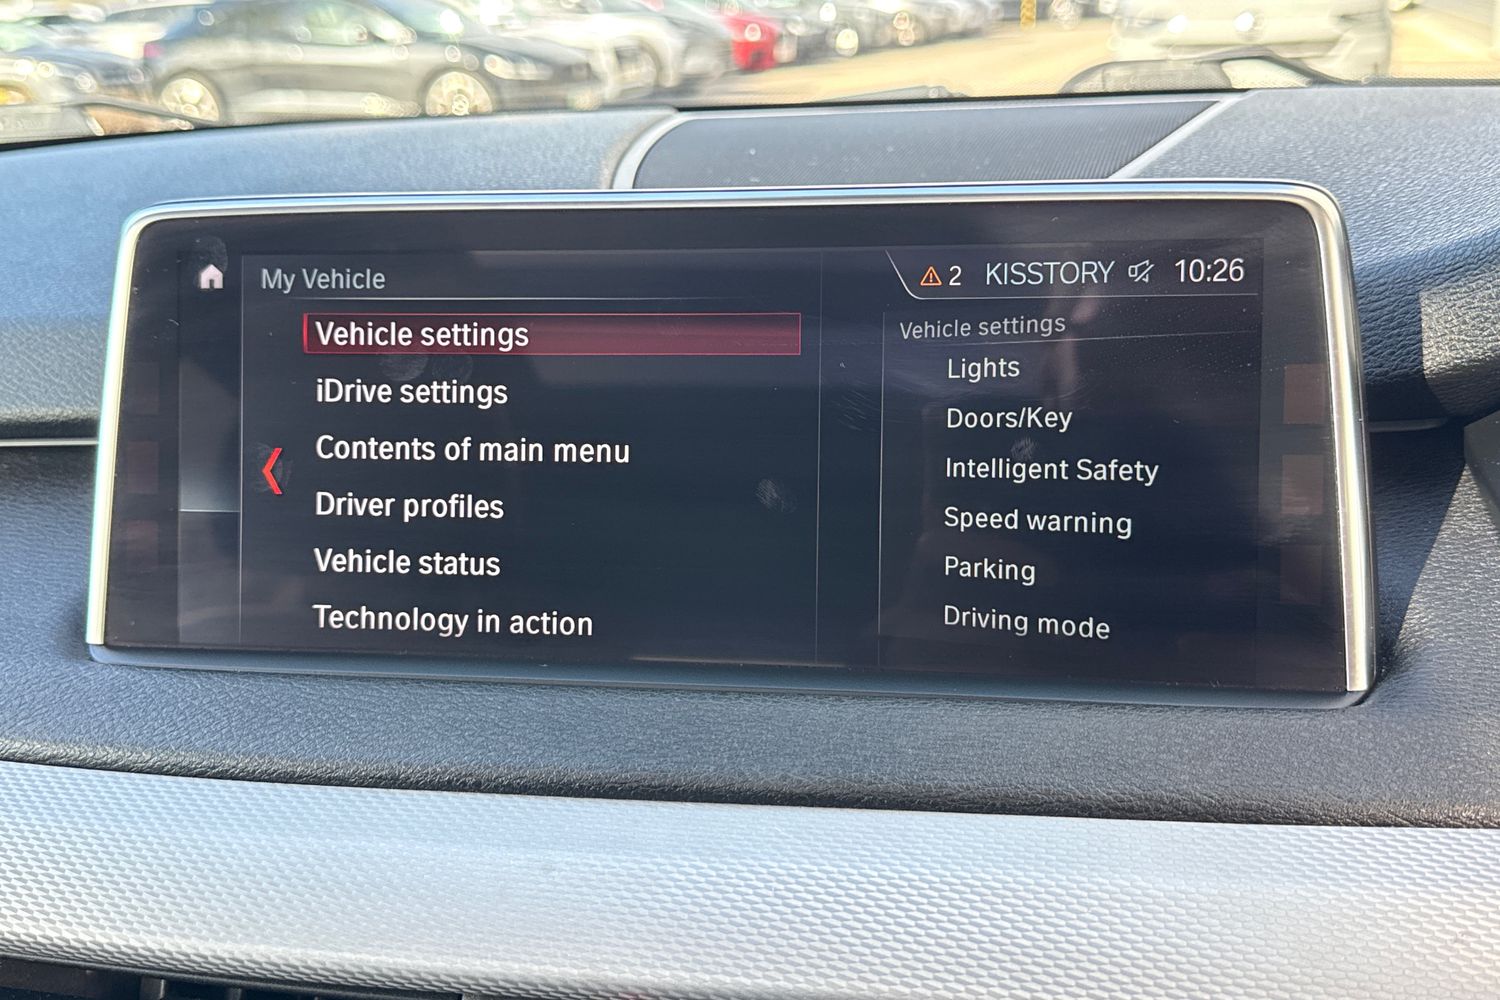 My Vehicle
2 KISSTORY 10:26
Vehicle settings
iDrive settings
Contents of main menu
Driver profiles
Vehicle status
Technology in action
Vehicle settings
Lights
Doors/Key
Intelligent Safety
Speed warning
Parking
Driving mode